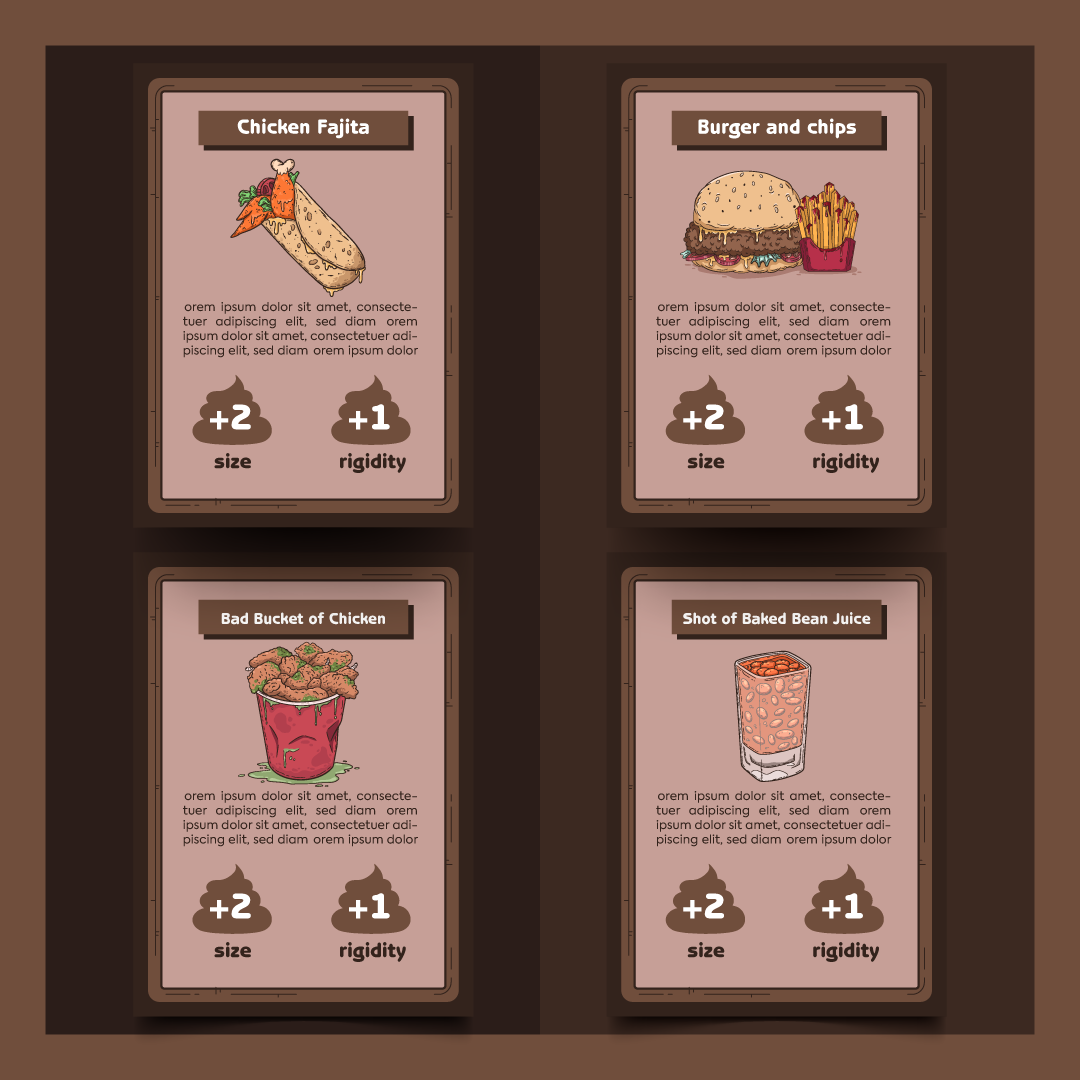 Chicken Fajita
orem ipsum dolor sit amet, consecte-
tuer adipiscing elit, sed diam orem
ipsum dolor sit amet, consectetuer adi-
piscing elit, sed diam orem ipsum dolor
+2 +1
size rigidity
Burger and chips
orem ipsum dolor sit amet, consecte-
tuer adipiscing elit, sed diam orem
ipsum dolor sit amet, consectetuer adi-
piscing elit, sed diam orem ipsum dolor
+2 +1
size rigidity
Bad Bucket of Chicken
orem ipsum dolor sit amet, consecte-
tuer adipiscing elit, sed diam orem
ipsum dolor sit amet, consectetuer adi-
piscing elit, sed diam orem ipsum dolor
+2 +1
size rigidity
Shot of Baked Bean Juice
orem ipsum dolor sit amet, consecte-
tuer adipiscing elit, sed diam orem
ipsum dolor sit amet, consectetuer adi-
piscing elit, sed diam orem ipsum dolor
+2 +1
size rigidity